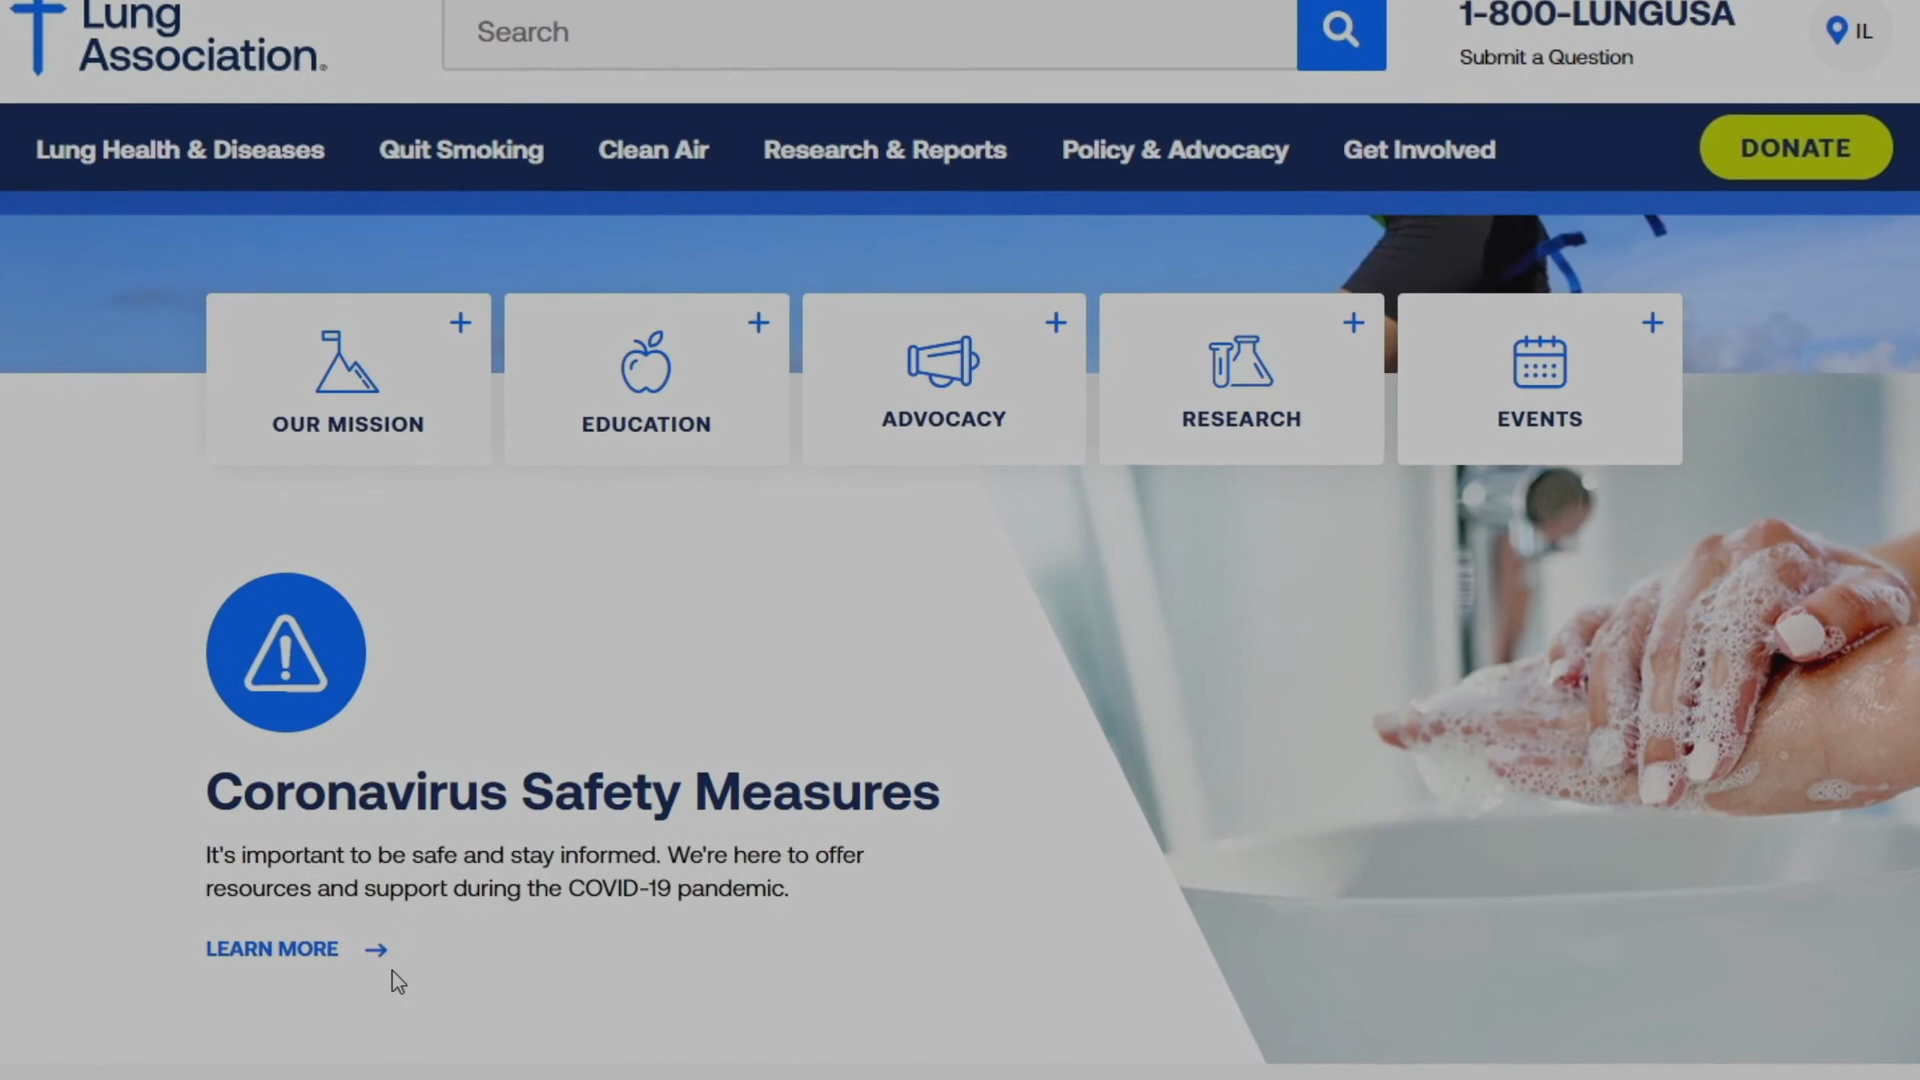 Lung
Association®
Search
1-800-LUNGUSA
Submit a Question
IL
Lung Health & Diseases
Quit Smoking
Clean Air
Research & Reports
Policy & Advocacy
Get Involved
DONATE
OUR MISSION
EDUCATION
ADVOCACY
RESEARCH
EVENTS
Coronavirus Safety Measures
It's important to be safe and stay informed. We're here to offer
resources and support during the COVID-19 pandemic.
LEARN MORE →